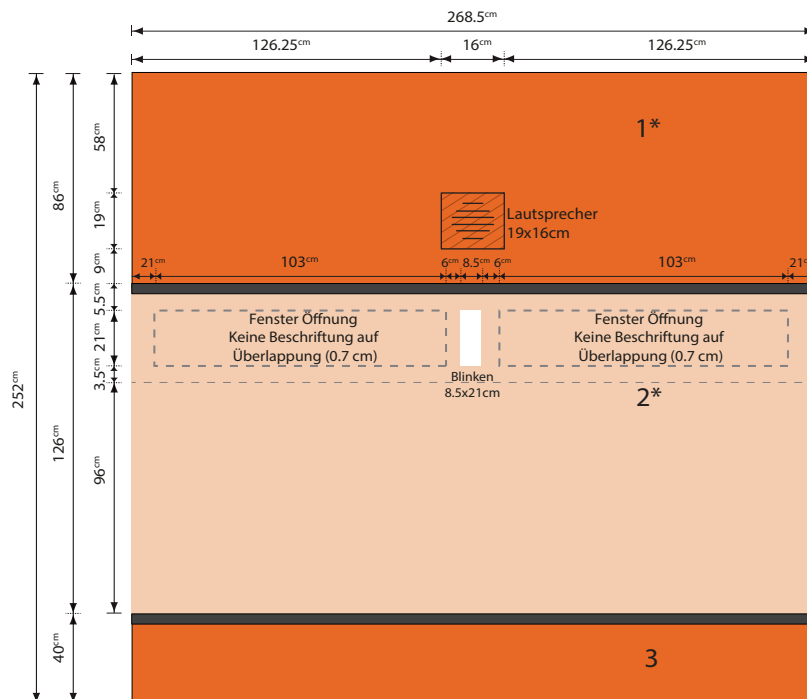 268.5cm
126.25cm 16cm 126.25cm
1*
58cm
86cm
19cm
Lautsprecher
19x16cm
9cm
21cm 103cm 6cm 8.5cm 6cm 103cm
5.5cm
Fenster Öffnung
Keine Beschriftung auf
Überlappung (0.7 cm)
Fenster Öffnung
Keine Beschriftung auf
Überlappung (0.7 cm)
21cm
3.5cm
Blinken
8.5x21cm
2*
252cm
126cm
96cm
40cm
3